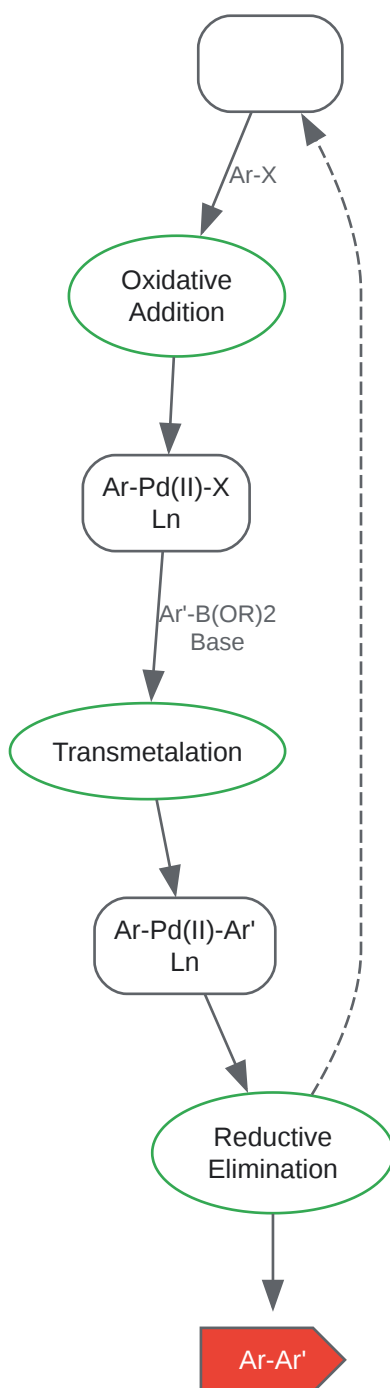 Ar-X
Oxidative
Addition
Ar-Pd(II)-X
Ln
Ar'-B(OR)2
Base
Transmetalation
Ar-Pd(II)-Ar'
Ln
Reductive
Elimination
Ar-Ar'